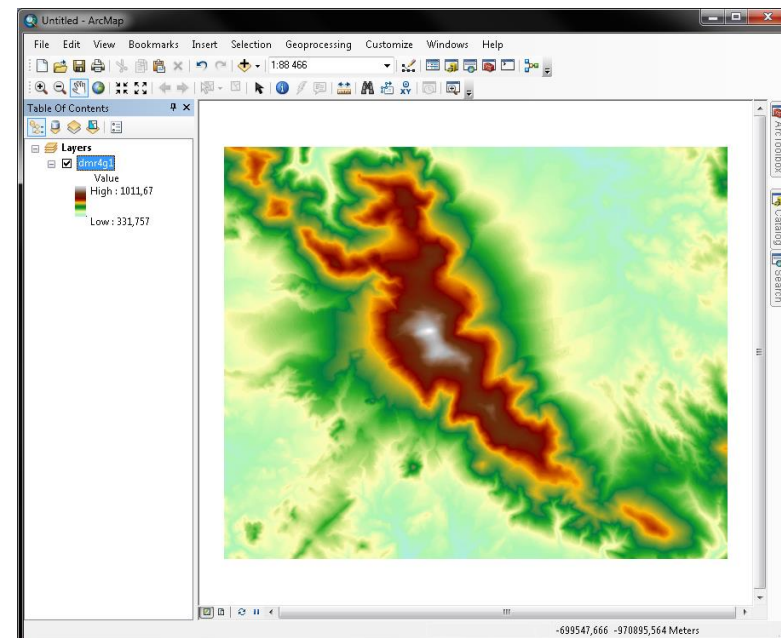 Untitled - ArcMap
File Edit View Bookmarks Insert Selection Geoprocessing Customize Windows Help
1:88 466
Table Of Contents
Layers
dmr4g1
Value
High : 1011,67
Low : 331,757
ArcToolbox
Catalog
Search
-699547,666 -970895,564 Meters